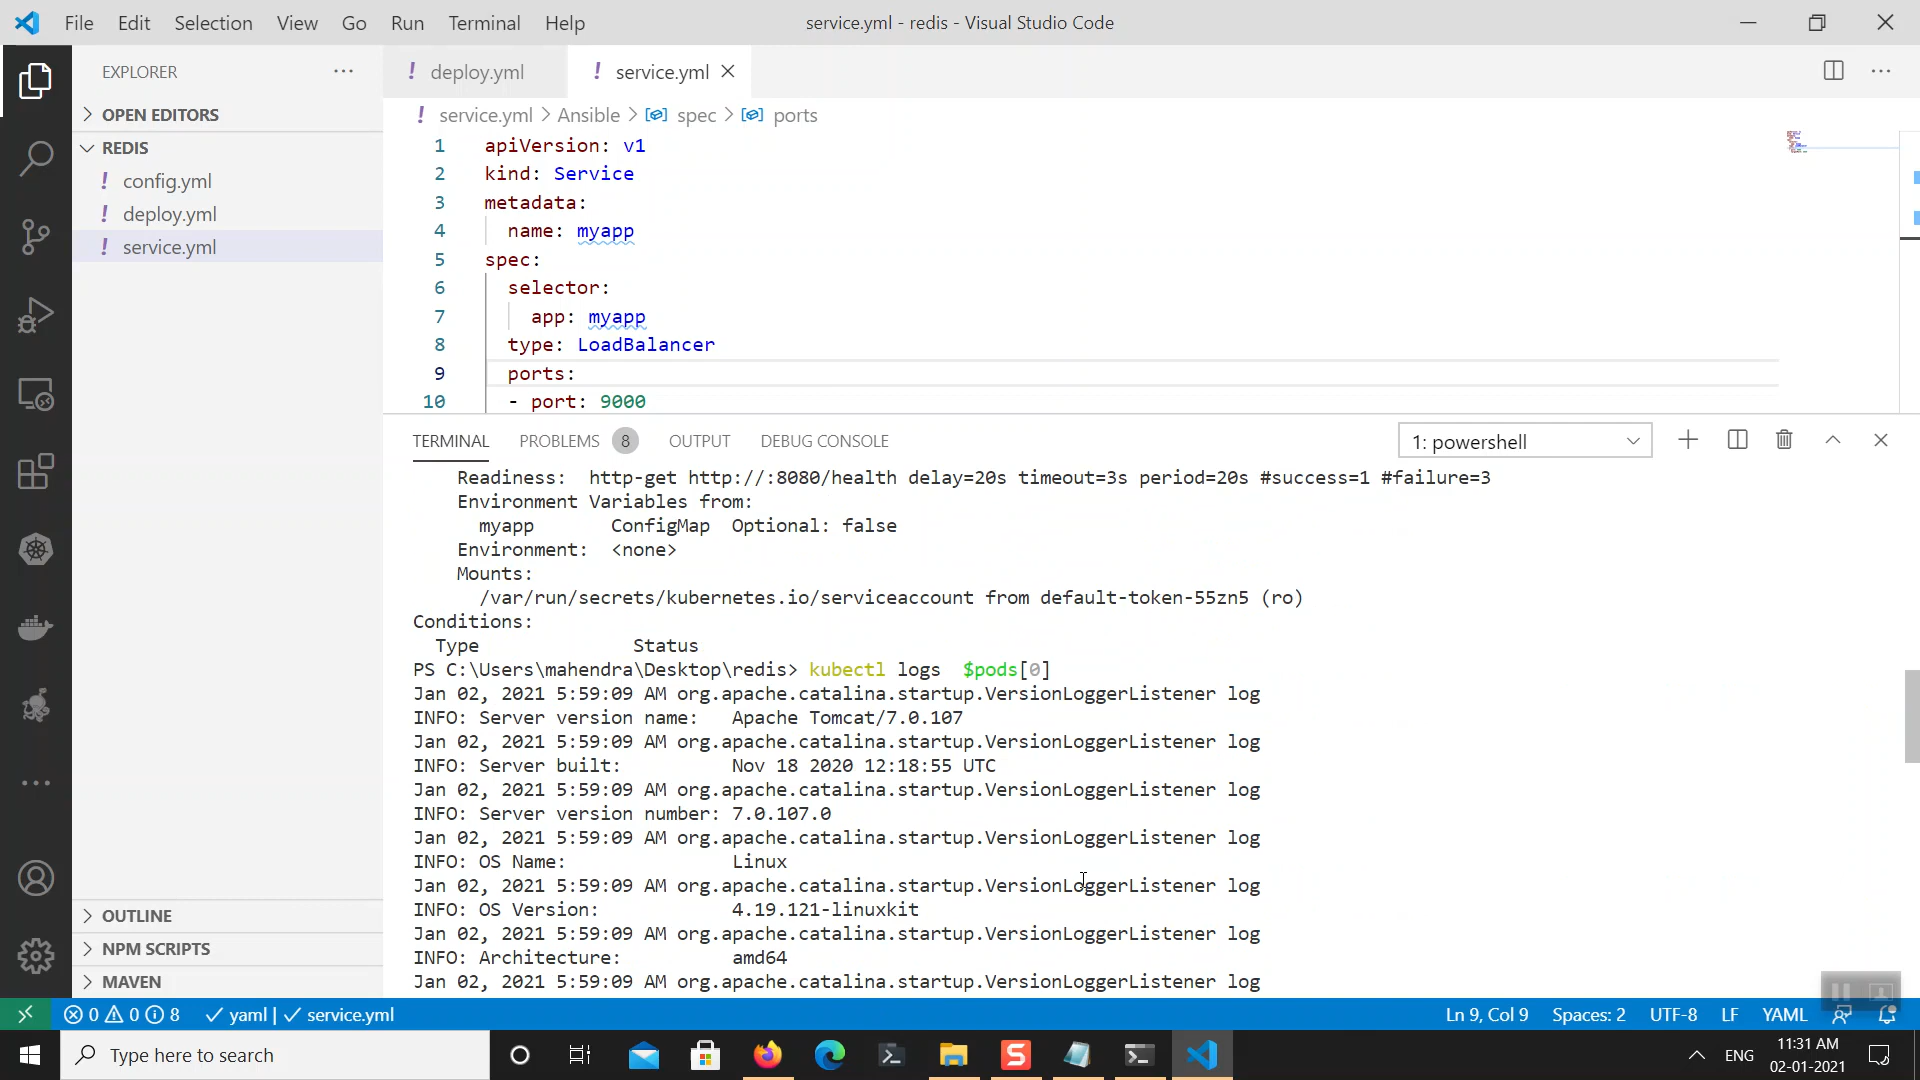 File Edit Selection View Go Run Terminal Help
service.yml - redis - Visual Studio Code
EXPLORER
OPEN EDITORS
REDIS
! config.yml
! deploy.yml
! service.yml
OUTLINE
NPM SCRIPTS
MAVEN
! deploy.yml
! service.yml
! service.yml > Ansible > spec > ports
1 apiVersion: v1
2 kind: Service
3 metadata:
4 name: myapp
5 spec:
6 selector:
7 app: myapp
8 type: LoadBalancer
9 ports:
10 - port: 9000
TERMINAL PROBLEMS 8 OUTPUT DEBUG CONSOLE
1: powershell
Readiness: http-get http://:8080/health delay=20s timeout=3s period=20s #success=1 #failure=3
Environment Variables from:
myapp ConfigMap Optional: false
Environment: <none>
Mounts:
/var/run/secrets/kubernetes.io/serviceaccount from default-token-55zn5 (ro)
Conditions:
Type Status
PS C:\Users\mahendra\Desktop\redis> kubectl logs $pods[0]
Jan 02, 2021 5:59:09 AM org.apache.catalina.startup.VersionLoggerListener log
INFO: Server version name: Apache Tomcat/7.0.107
Jan 02, 2021 5:59:09 AM org.apache.catalina.startup.VersionLoggerListener log
INFO: Server built: Nov 18 2020 12:18:55 UTC
Jan 02, 2021 5:59:09 AM org.apache.catalina.startup.VersionLoggerListener log
INFO: Server version number: 7.0.107.0
Jan 02, 2021 5:59:09 AM org.apache.catalina.startup.VersionLoggerListener log
INFO: OS Name: Linux
Jan 02, 2021 5:59:09 AM org.apache.catalina.startup.VersionLoggerListener log
INFO: OS Version: 4.19.121-linuxkit
Jan 02, 2021 5:59:09 AM org.apache.catalina.startup.VersionLoggerListener log
INFO: Architecture: amd64
Jan 02, 2021 5:59:09 AM org.apache.catalina.startup.VersionLoggerListener log
0 0 8 yaml | service.yml
Ln 9, Col 9 Spaces: 2 UTF-8 LF YAML
Type here to search
ENG
11:31 AM
02-01-2021